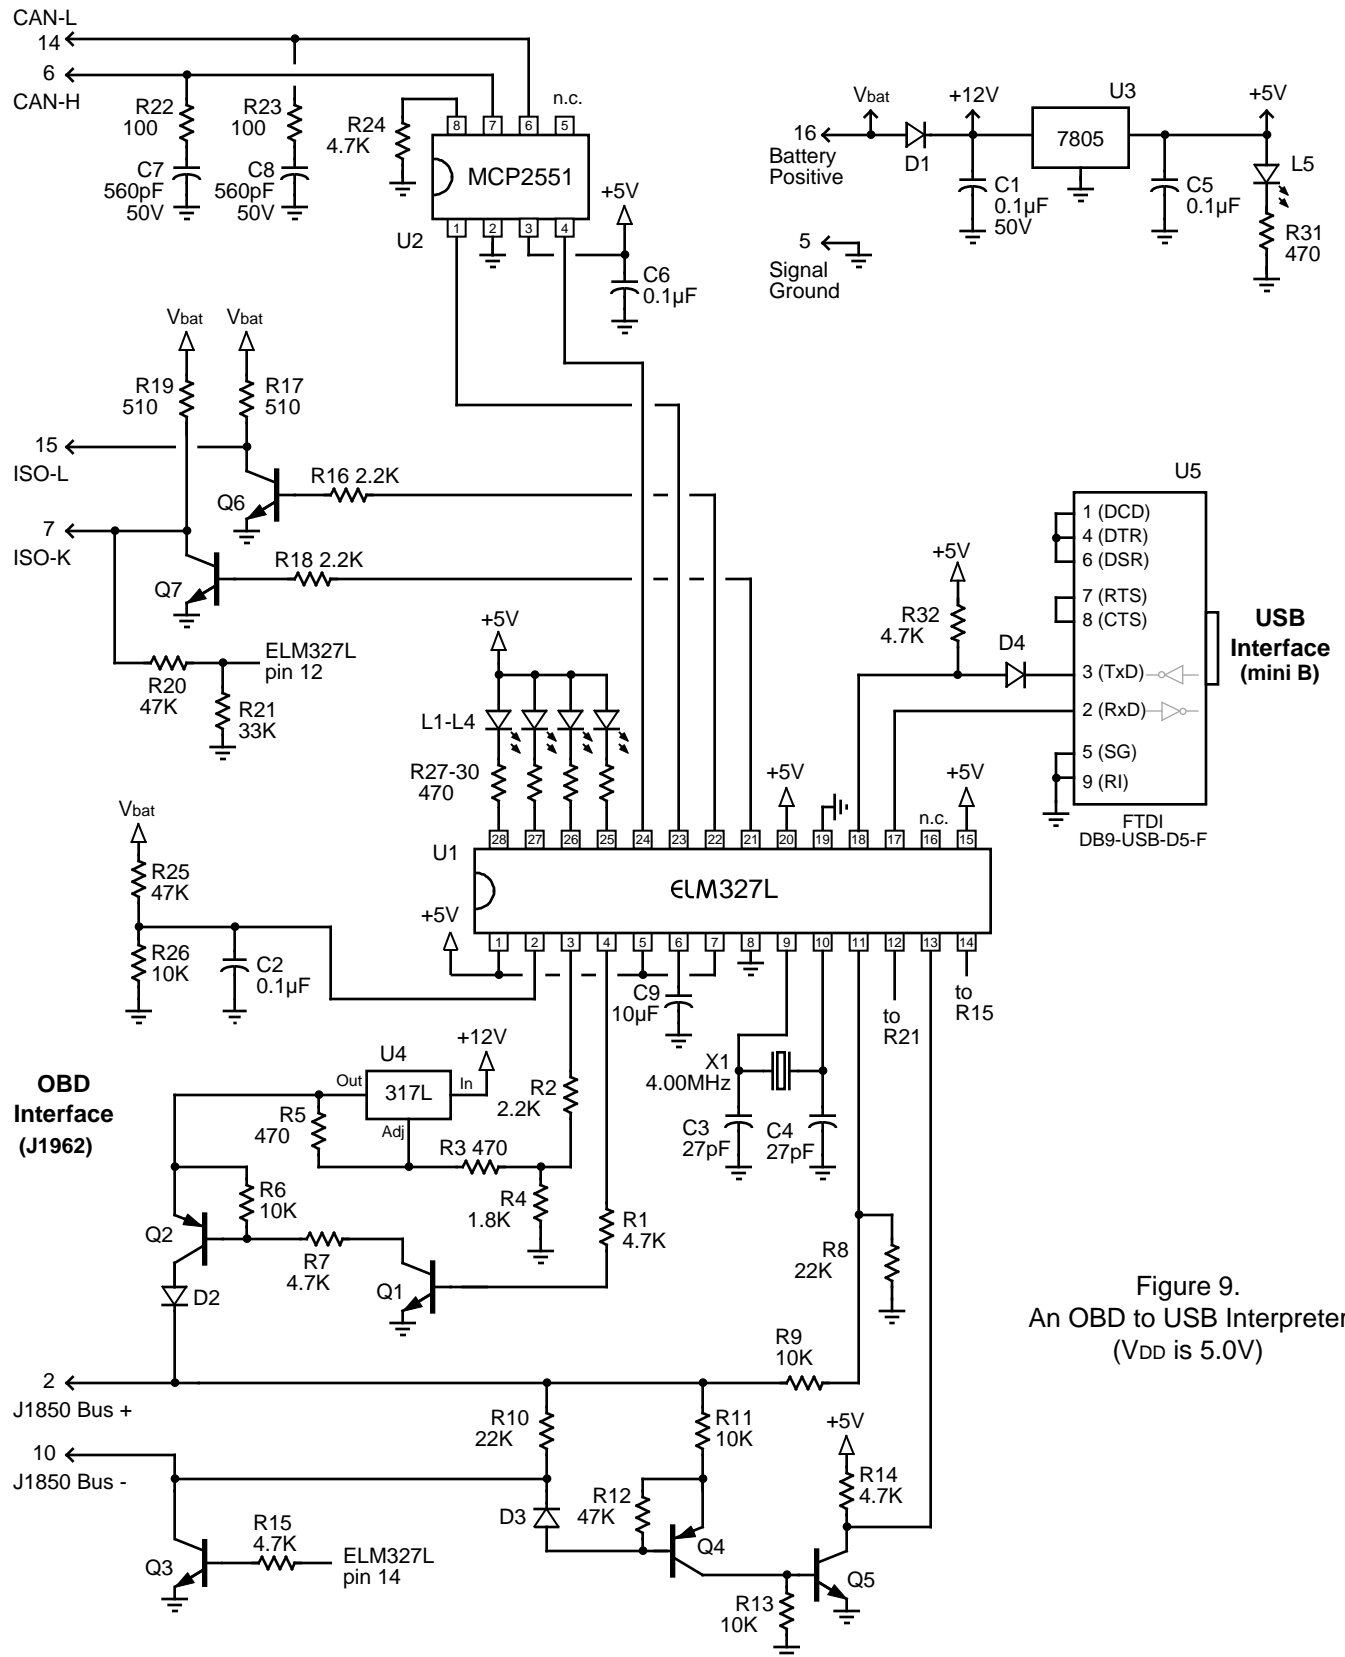 CAN-L
14
6
CAN-H
R22
100
R23
100
C7
560pF
50V
C8
560pF
50V
R24
4.7K
n.c.
8
7
6
5
MCP2551
1
2
3
4
U2
+5V
C6
0.1µF
Vbat
+12V
U3
+5V
16
Battery
Positive
D1
7805
L5
C1
0.1µF
50V
C5
0.1µF
R31
470
5
Signal
Ground
Vbat
Vbat
R19
510
R17
510
15
ISO-L
R16 2.2K
Q6
7
ISO-K
R18 2.2K
Q7
ELM327L
pin 12
R20
47K
R21
33K
+5V
L1-L4
R27-30
470
+5V
R32
4.7K
D4
U5
1 (DCD)
4 (DTR)
6 (DSR)
7 (RTS)
8 (CTS)
3 (TxD)
2 (RxD)
5 (SG)
9 (RI)
USB
Interface
(mini B)
FTDI
DB9-USB-D5-F
+5V
+5V
n.c.
U1
28
27
26
25
24
23
22
21
20
19
18
17
16
15
ELM327L
+5V
1
2
3
4
5
6
7
8
9
10
11
12
13
14
Vbat
R25
47K
R26
10K
C2
0.1µF
C9
10µF
to
R21
to
R15
X1
4.00MHz
C3
27pF
C4
27pF
OBD
Interface
(J1962)
U4
+12V
Out
317L
In
Adj
R5
470
R3 470
R2
2.2K
R4
1.8K
R1
4.7K
R6
10K
Q2
R7
4.7K
Q1
D2
R8
22K
Figure 9.
An OBD to USB Interpreter
(VDD is 5.0V)
R9
10K
2
J1850 Bus +
R10
22K
R11
10K
+5V
10
J1850 Bus -
R14
4.7K
D3
R12
47K
R15
4.7K
Q3
ELM327L
pin 14
Q4
Q5
R13
10K